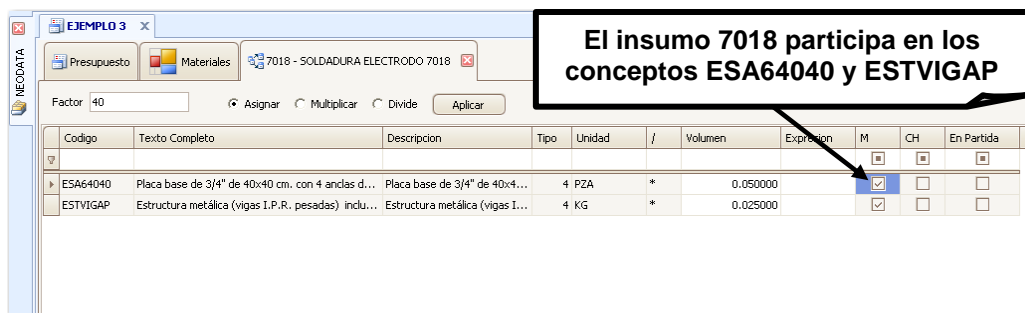 EJEMPLO 3 X
El insumo 7018 participa en los
conceptos ESA64040 y ESTVIGAP
NEODATA
Presupuesto Materiales 7018 - SOLDADURA ELECTRODO 7018
Factor 40 Asignar Multiplicar Divide Aplicar
Codigo Texto Completo Descripcion Tipo Unidad / Volumen Expresion M CH En Partida
ESA64040 Placa base de 3/4" de 40x40 cm. con 4 anclas d... Placa base de 3/4" de 40x4... 4 PZA * 0.050000
ESTVIGAP Estructura metálica (vigas I.P.R. pesadas) inclu... Estructura metálica (vigas I... 4 KG * 0.025000